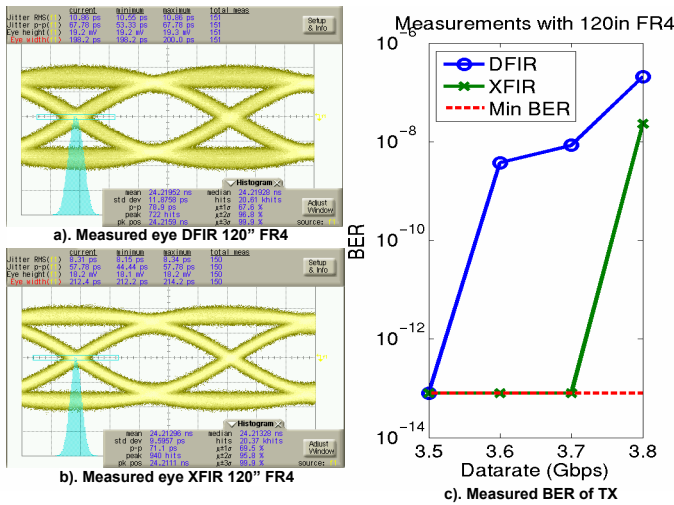 current minimum maximum total meas
Jitter RMS( ) 10.86 ps 10.55 ps 10.86 ps 151
Jitter p-p( ) 67.78 ps 53.33 ps 67.78 ps 151
Eye height( ) 19.2 mV 19.2 mV 19.3 mV 151
Eye width( ) 198.2 ps 198.2 ps 200.0 ps 151
Setup
& Info
Histogram
mean 24.21952 ns median 24.21928 ns
std dev 11.8758 ps hits 20.61 khits
p-p 78.9 ps µ±1σ 67.6 %
peak 722 hits µ±2σ 96.8 %
pk pos 24.2159 ns µ±3σ 99.9 %
Adjust
Window
source:
a). Measured eye DFIR 120” FR4
current minimum maximum total meas
Jitter RMS( ) 8.31 ps 8.15 ps 8.34 ps 150
Jitter p-p( ) 57.78 ps 44.44 ps 57.78 ps 150
Eye height( ) 18.2 mV 18.1 mV 18.2 mV 150
Eye width( ) 212.4 ps 212.2 ps 214.2 ps 150
Setup
& Info
Histogram
mean 24.21296 ns median 24.21328 ns
std dev 9.5957 ps hits 20.37 khits
p-p 71.1 ps µ±1σ 69.5 %
peak 940 hits µ±2σ 95.8 %
pk pos 24.2111 ns µ±3σ 99.9 %
Adjust
Window
source:
b). Measured eye XFIR 120” FR4
Measurements with 120in FR4
DFIR
XFIR
Min BER
BER
10⁻⁶
10⁻⁸
10⁻¹⁰
10⁻¹²
10⁻¹⁴
3.5 3.6 3.7 3.8
Datarate (Gbps)
c). Measured BER of TX